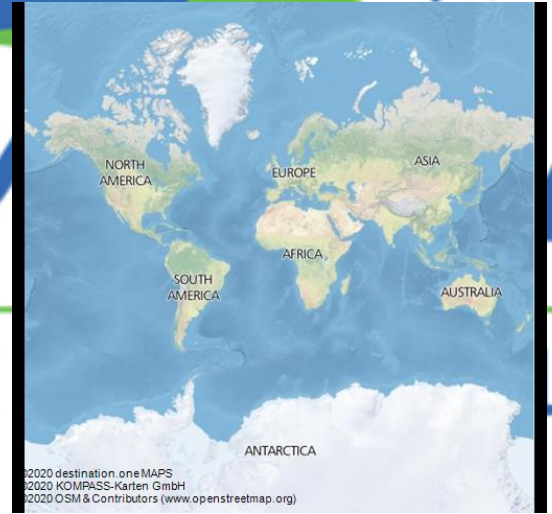 NORTH
AMERICA
EUROPE
ASIA
AFRICA
SOUTH
AMERICA
AUSTRALIA
ANTARCTICA
©2020 destination.one MAPS
©2020 KOMPASS-Karten GmbH
©2020 OSM & Contributors (www.openstreetmap.org)